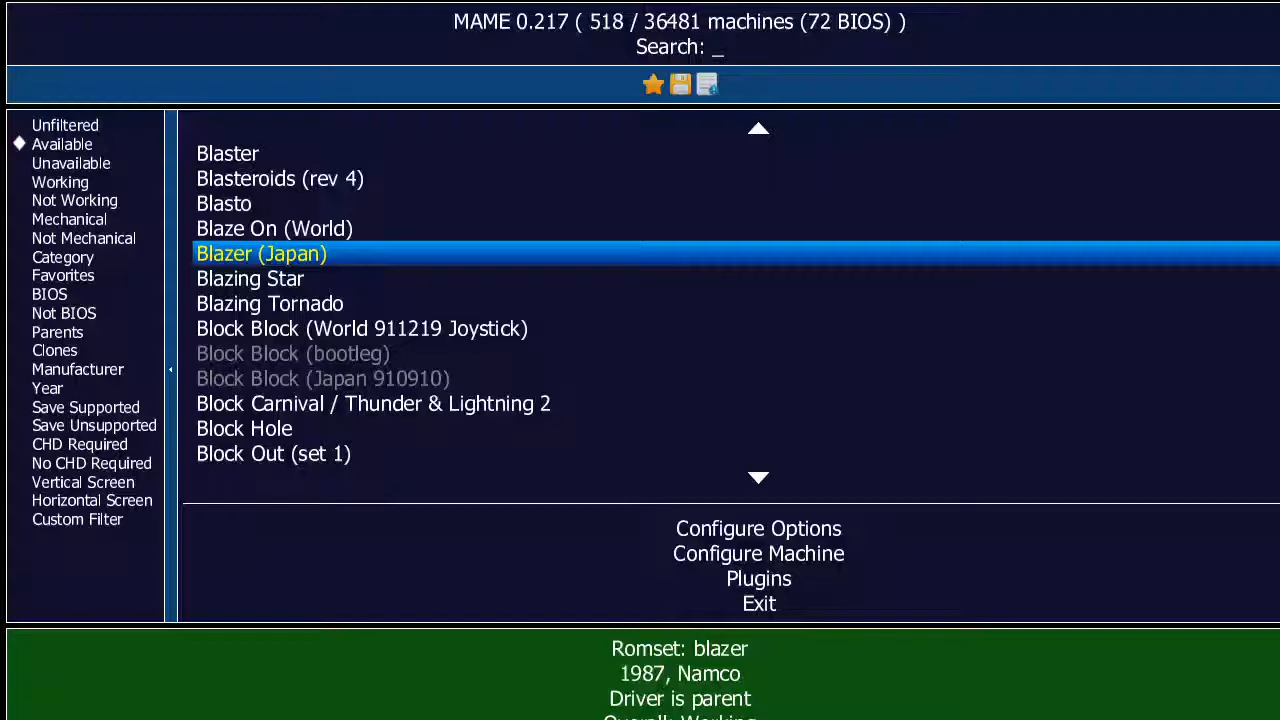 MAME 0.217 ( 518 / 36481 machines (72 BIOS) )
Search: _
Unfiltered
Available
Unavailable
Working
Not Working
Mechanical
Not Mechanical
Category
Favorites
BIOS
Not BIOS
Parents
Clones
Manufacturer
Year
Save Supported
Save Unsupported
CHD Required
No CHD Required
Vertical Screen
Horizontal Screen
Custom Filter
Blaster
Blasteroids (rev 4)
Blasto
Blaze On (World)
Blazer (Japan)
Blazing Star
Blazing Tornado
Block Block (World 911219 Joystick)
Block Block (bootleg)
Block Block (Japan 910910)
Block Carnival / Thunder & Lightning 2
Block Hole
Block Out (set 1)
Configure Options
Configure Machine
Plugins
Exit
Romset: blazer
1987, Namco
Driver is parent
Overall: Working